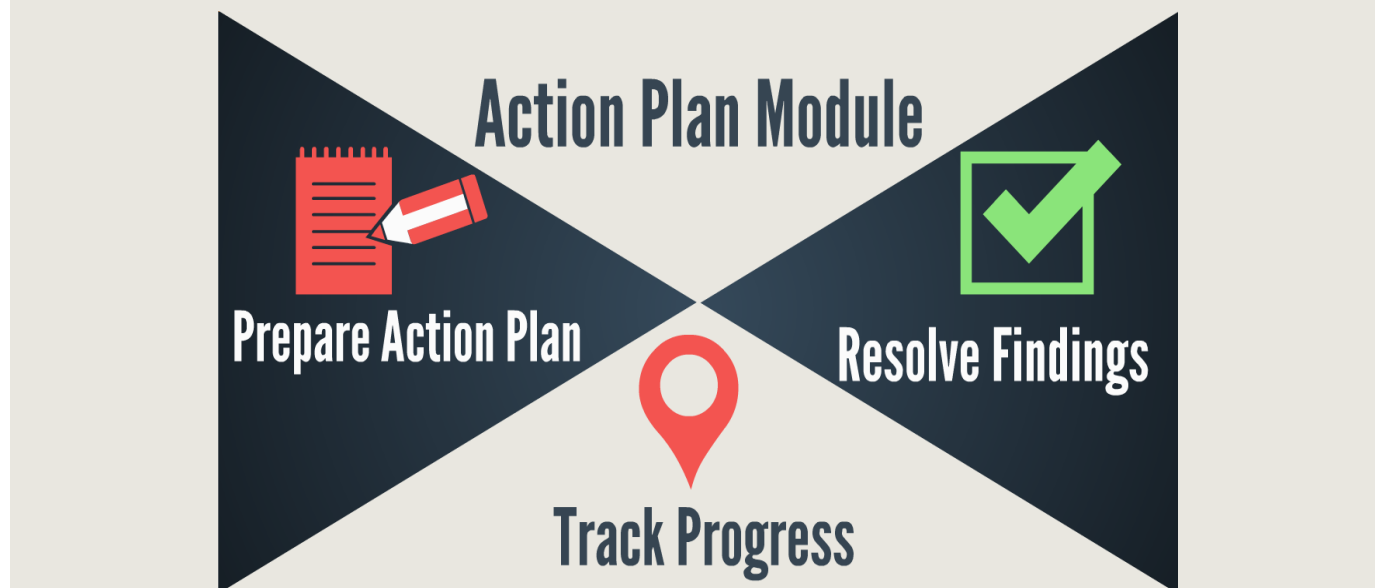 Action Plan Module
Prepare Action Plan
Resolve Findings
Track Progress